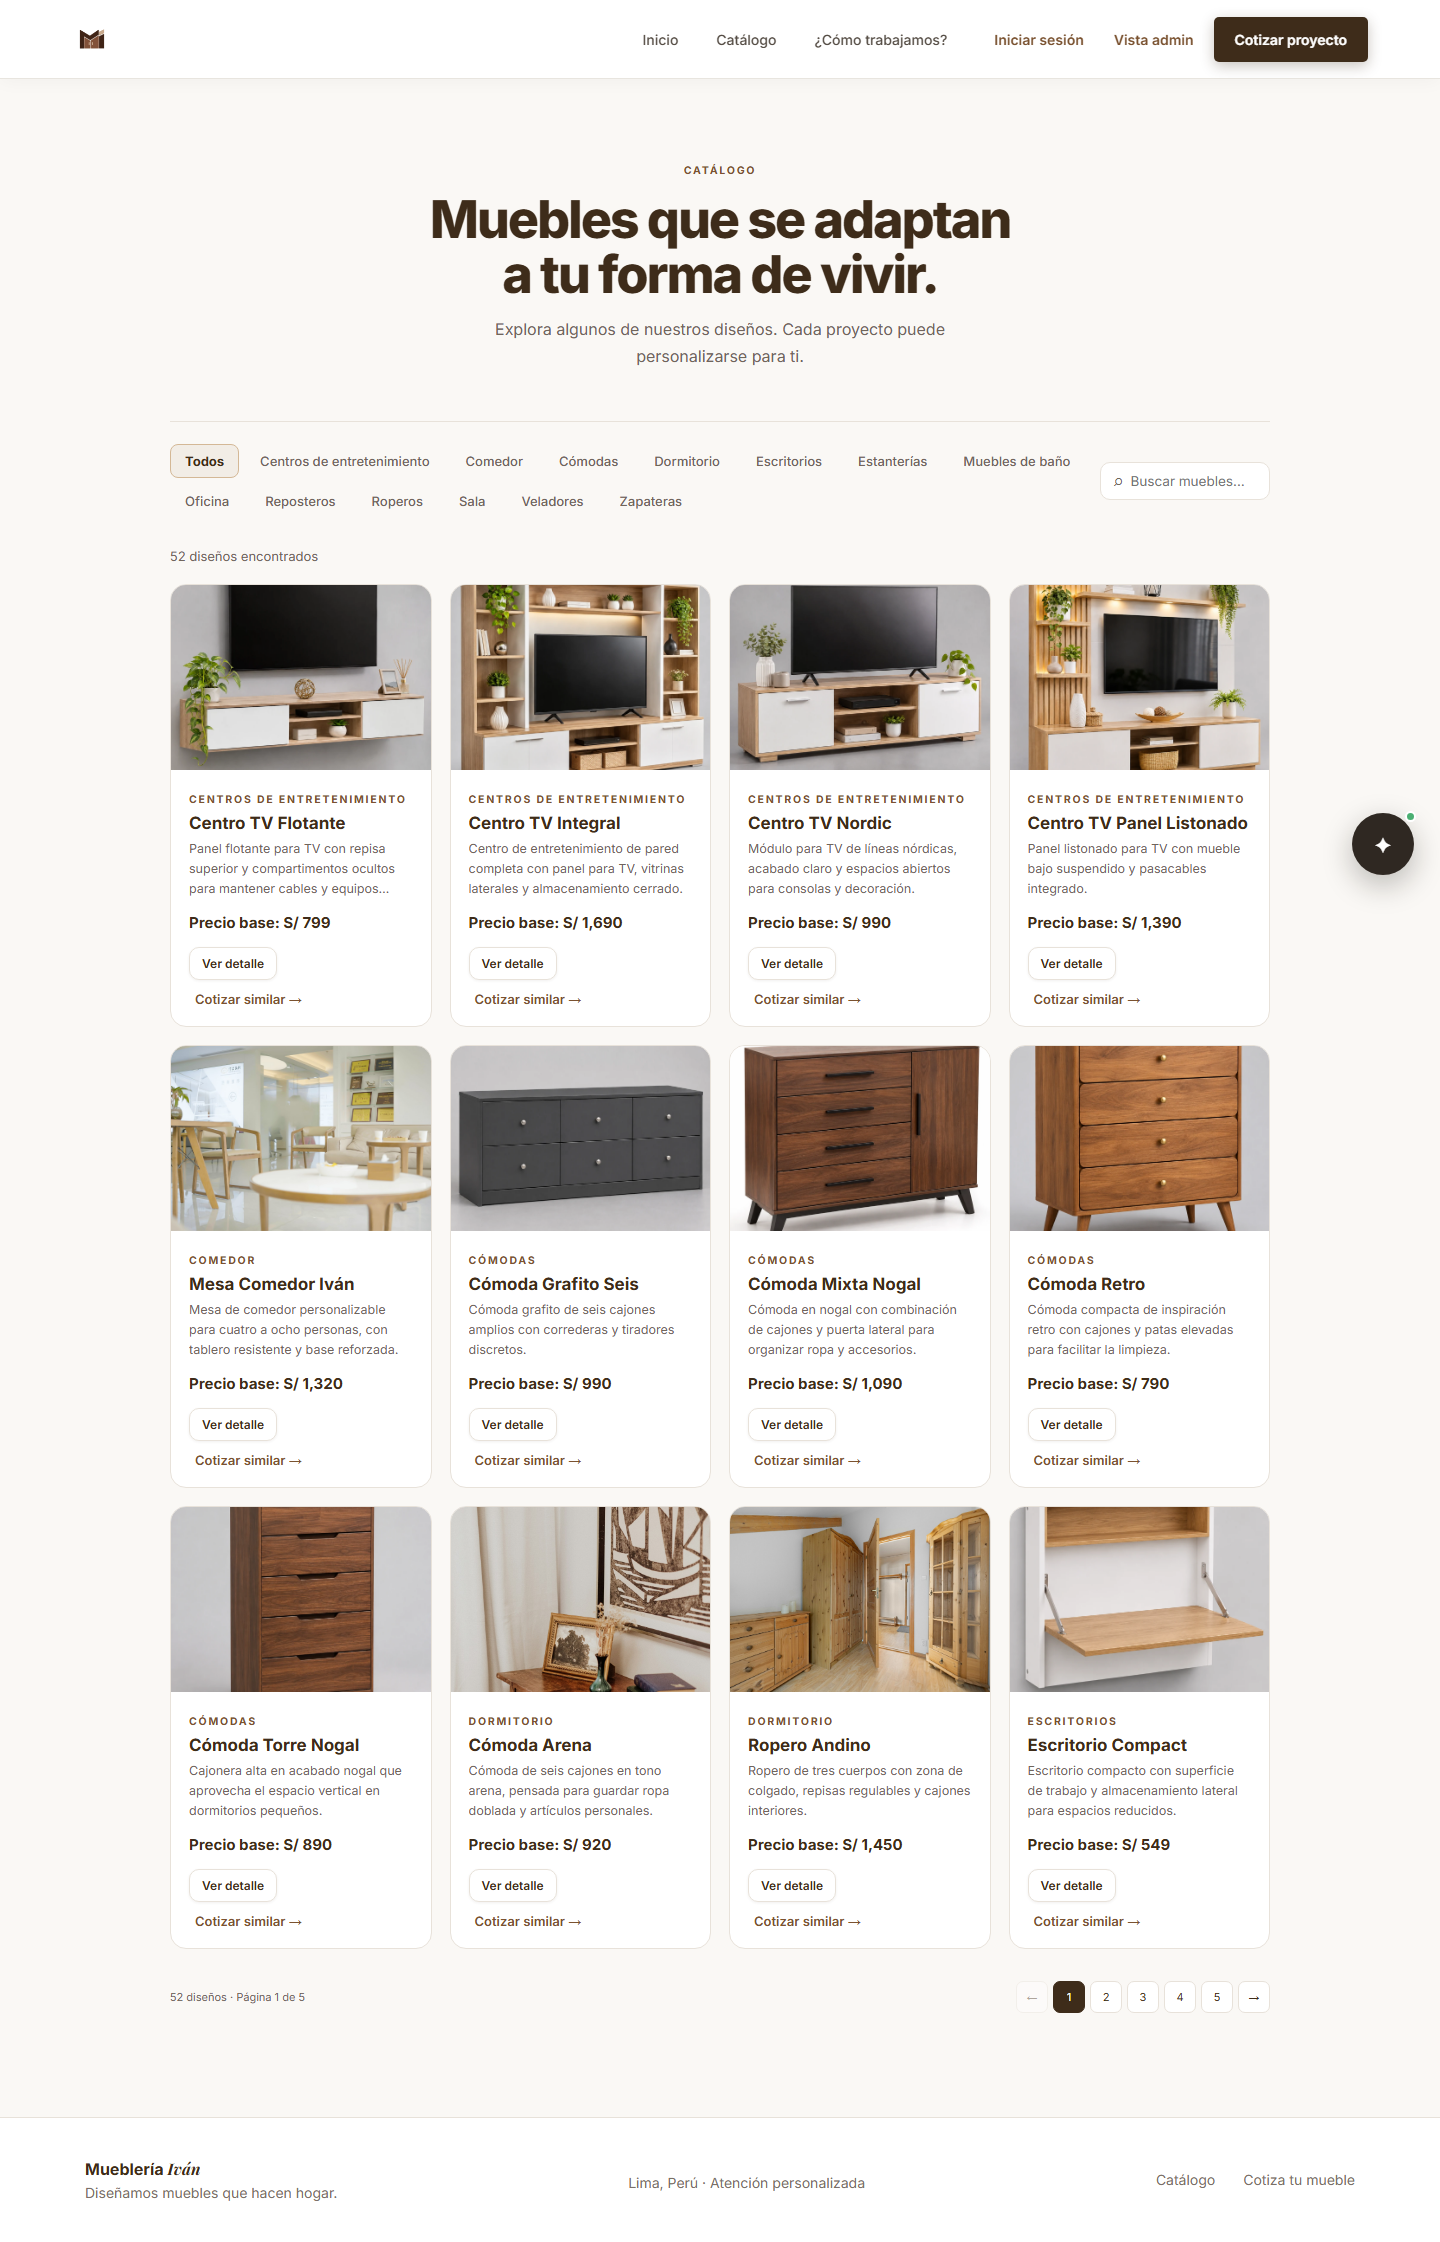 Inicio
Catálogo
¿Cómo trabajamos?
Iniciar sesión
Vista admin
Cotizar proyecto
CATÁLOGO
Muebles que se adaptan
a tu forma de vivir.
Explora algunos de nuestros diseños. Cada proyecto puede
personalizarse para ti.
Todos
Centros de entretenimiento
Comedor
Cómodas
Dormitorio
Escritorios
Estanterías
Muebles de baño
Oficina
Reposteros
Roperos
Sala
Veladores
Zapateras
Buscar muebles...
52 diseños encontrados
CENTROS DE ENTRETENIMIENTO
Centro TV Flotante
Panel flotante para TV con repisa
superior y compartimentos ocultos
para mantener cables y equipos...
Precio base: S/ 799
Ver detalle
Cotizar similar →
CENTROS DE ENTRETENIMIENTO
Centro TV Integral
Centro de entretenimiento de pared
completa con panel para TV, vitrinas
laterales y almacenamiento cerrado.
Precio base: S/ 1,690
Ver detalle
Cotizar similar →
CENTROS DE ENTRETENIMIENTO
Centro TV Nordic
Módulo para TV de líneas nórdicas,
acabado claro y espacios abiertos
para consolas y decoración.
Precio base: S/ 990
Ver detalle
Cotizar similar →
CENTROS DE ENTRETENIMIENTO
Centro TV Panel Listonado
Panel listonado para TV con mueble
bajo suspendido y pasacables
integrado.
Precio base: S/ 1,390
Ver detalle
Cotizar similar →
COMEDOR
Mesa Comedor Iván
Mesa de comedor personalizable
para cuatro a ocho personas, con
tablero resistente y base reforzada.
Precio base: S/ 1,320
Ver detalle
Cotizar similar →
CÓMODAS
Cómoda Grafito Seis
Cómoda grafito de seis cajones
amplios con correderas y tiradores
discretos.
Precio base: S/ 990
Ver detalle
Cotizar similar →
CÓMODAS
Cómoda Mixta Nogal
Cómoda en nogal con combinación
de cajones y puerta lateral para
organizar ropa y accesorios.
Precio base: S/ 1,090
Ver detalle
Cotizar similar →
CÓMODAS
Cómoda Retro
Cómoda compacta de inspiración
retro con cajones y patas elevadas
para facilitar la limpieza.
Precio base: S/ 790
Ver detalle
Cotizar similar →
CÓMODAS
Cómoda Torre Nogal
Cajonera alta en acabado nogal que
aprovecha el espacio vertical en
dormitorios pequeños.
Precio base: S/ 890
Ver detalle
Cotizar similar →
DORMITORIO
Cómoda Arena
Cómoda de seis cajones en tono
arena, pensada para guardar ropa
doblada y artículos personales.
Precio base: S/ 920
Ver detalle
Cotizar similar →
DORMITORIO
Ropero Andino
Ropero de tres cuerpos con zona de
colgado, repisas regulables y cajones
interiores.
Precio base: S/ 1,450
Ver detalle
Cotizar similar →
ESCRITORIOS
Escritorio Compact
Escritorio compacto con superficie
de trabajo y almacenamiento lateral
para espacios reducidos.
Precio base: S/ 549
Ver detalle
Cotizar similar →
52 diseños · Página 1 de 5
← 1 2 3 4 5 →
Mueblería Iván
Diseñamos muebles que hacen hogar.
Lima, Perú · Atención personalizada
Catálogo
Cotiza tu mueble